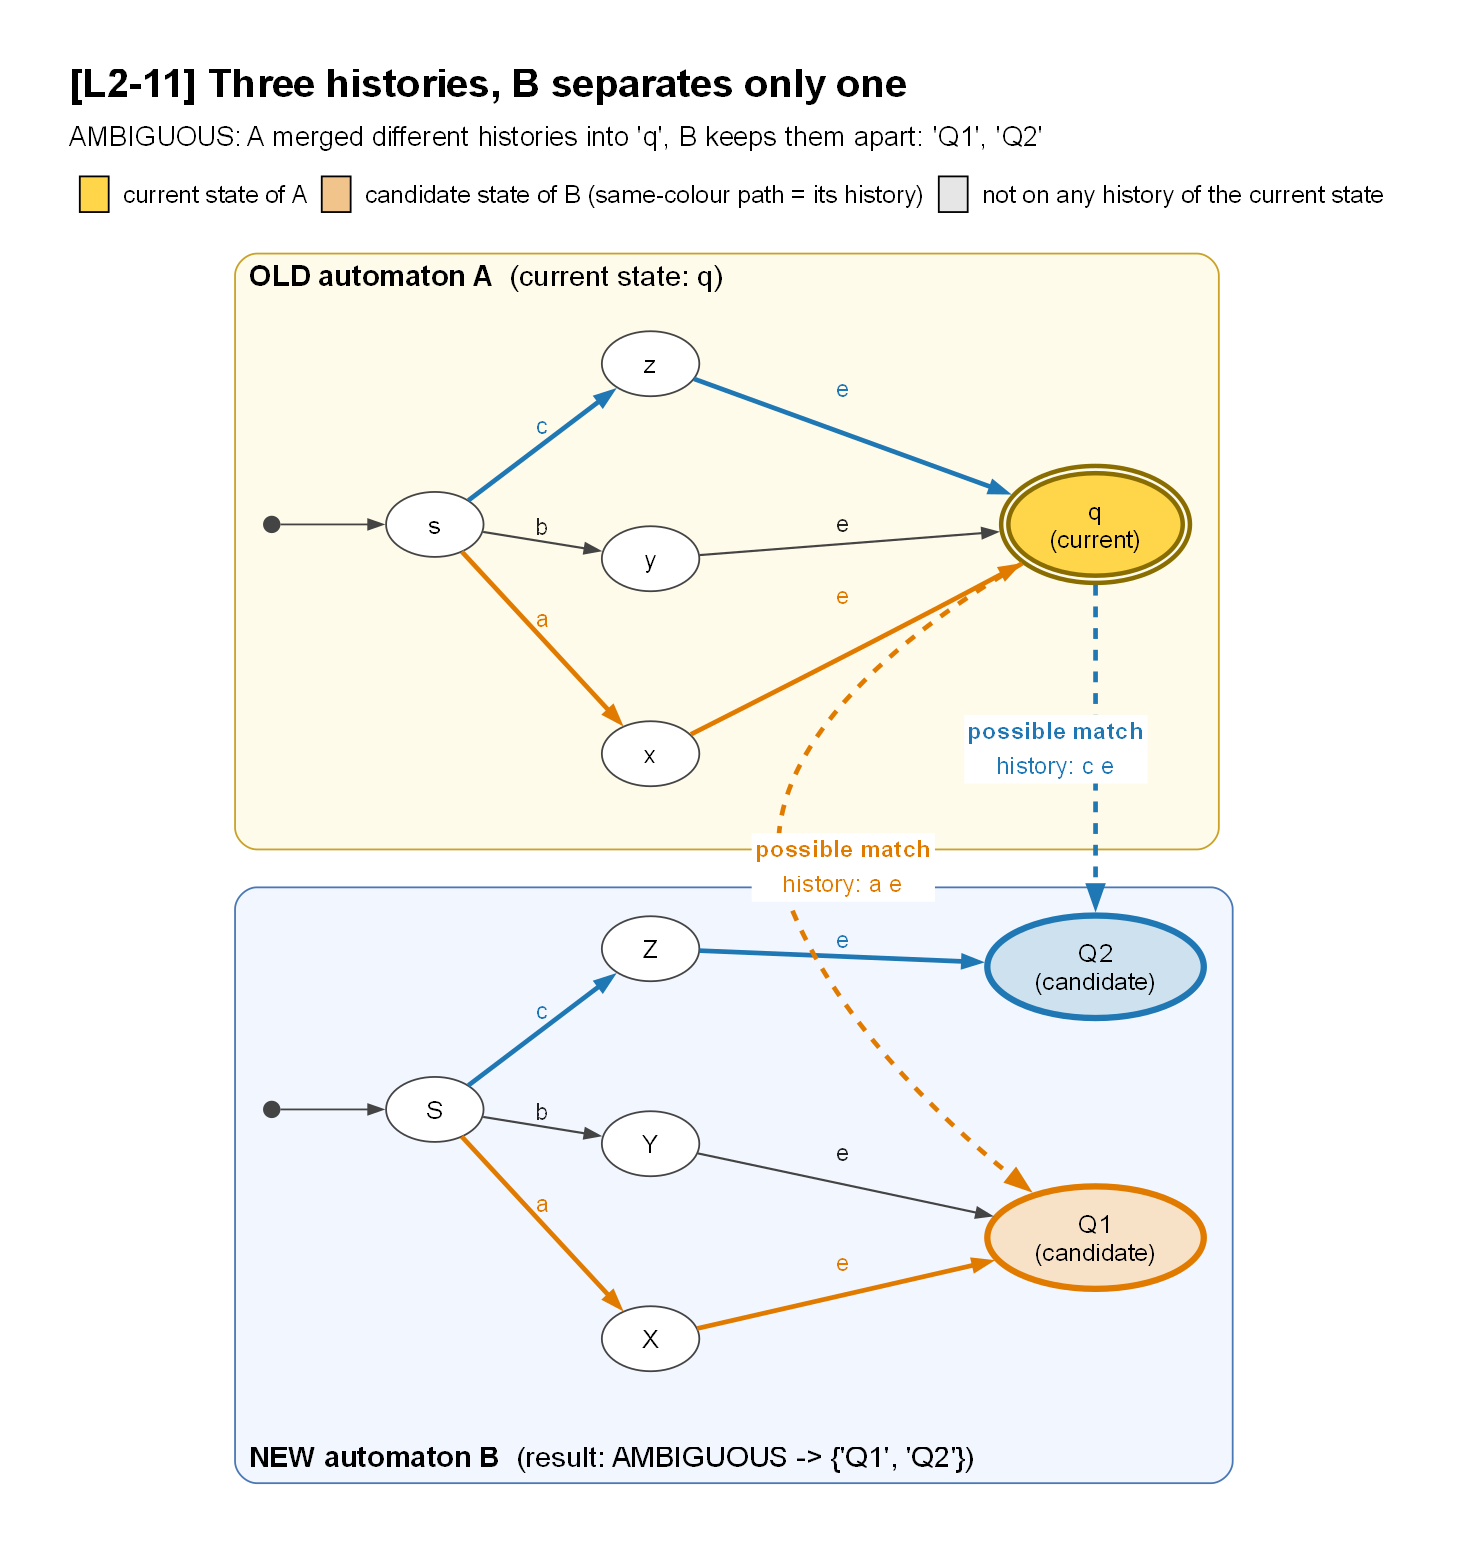 [L2-11] Three histories, B separates only one
AMBIGUOUS: A merged different histories into 'q', B keeps them apart: 'Q1', 'Q2'
current state of A
candidate state of B (same-colour path = its history)
not on any history of the current state
OLD automaton A (current state: q)
z
e
c
s
b
y
e
q
(current)
a
e
x
possible match
history: c e
possible match
history: a e
Z
e
Q2
(candidate)
c
S
b
Y
e
a
Q1
(candidate)
e
X
NEW automaton B (result: AMBIGUOUS -> {'Q1', 'Q2'})